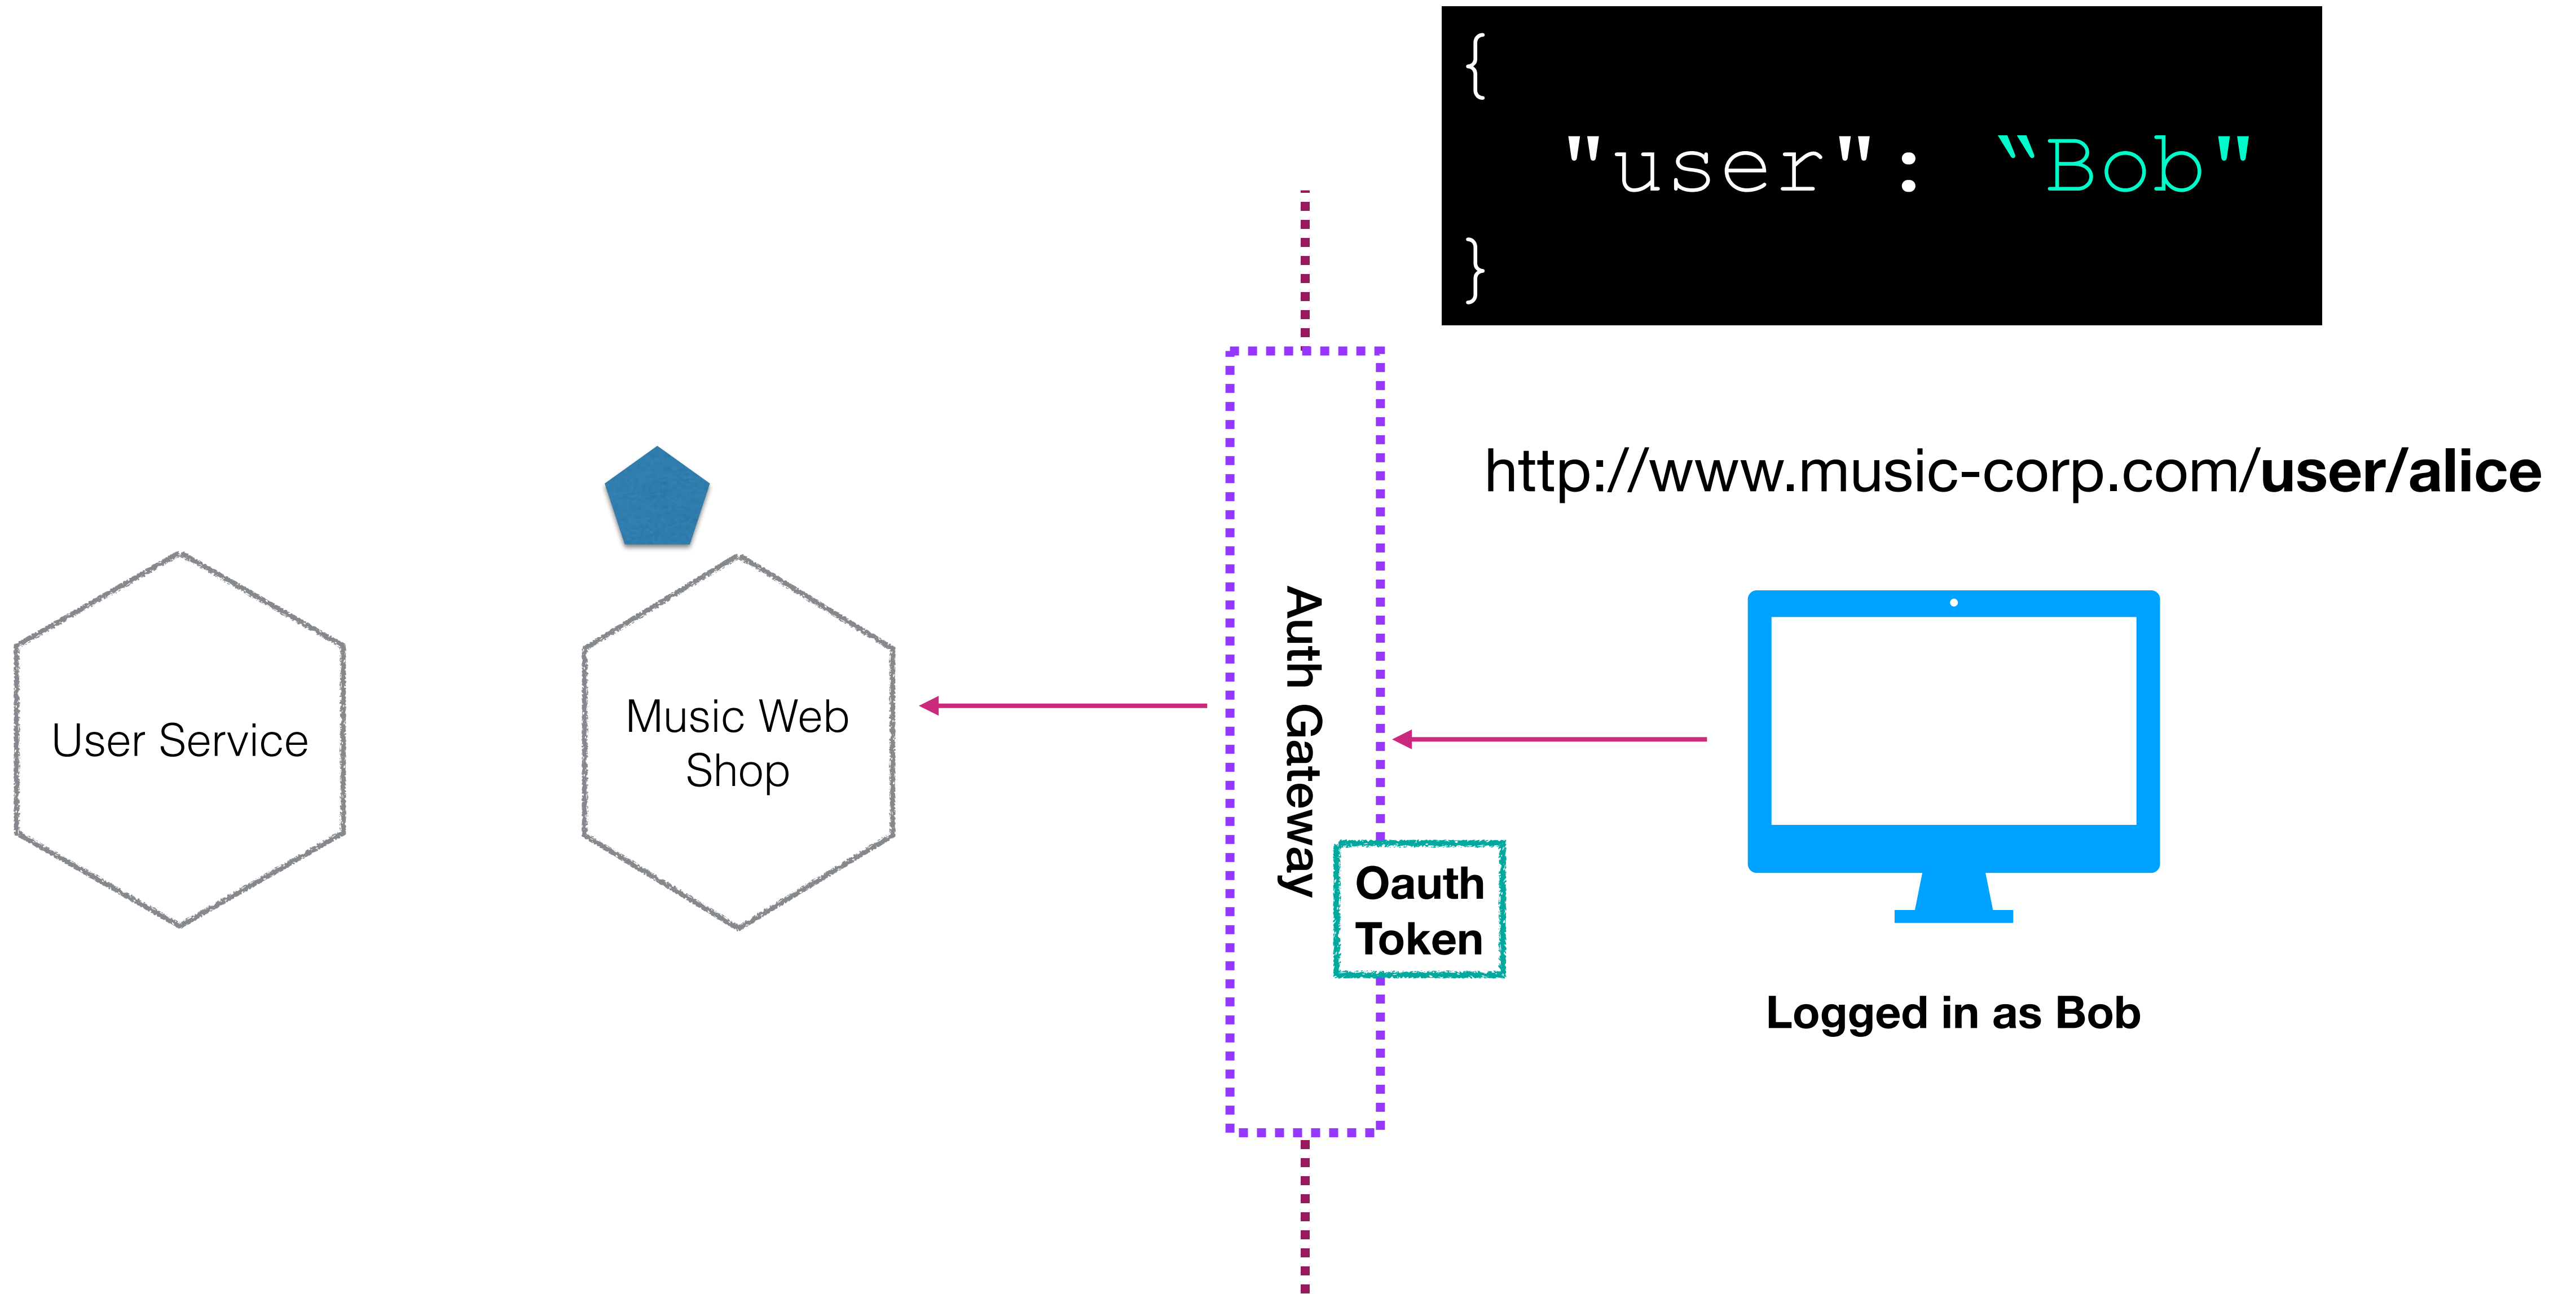 {
"user": “Bob"
}
http://www.music-corp.com/user/alice
User Service
Music Web
Shop
Auth Gateway
Oauth
Token
Logged in as Bob